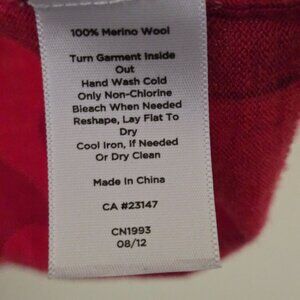 100% Merino Wool
Turn Garment Inside
Out
Hand Wash Cold
Only Non-Chlorine
Bleach When Needed
Reshape, Lay Flat To
Dry
Cool Iron, If Needed
Or Dry Clean
Made In China
CA #23147
CN1993
08/12